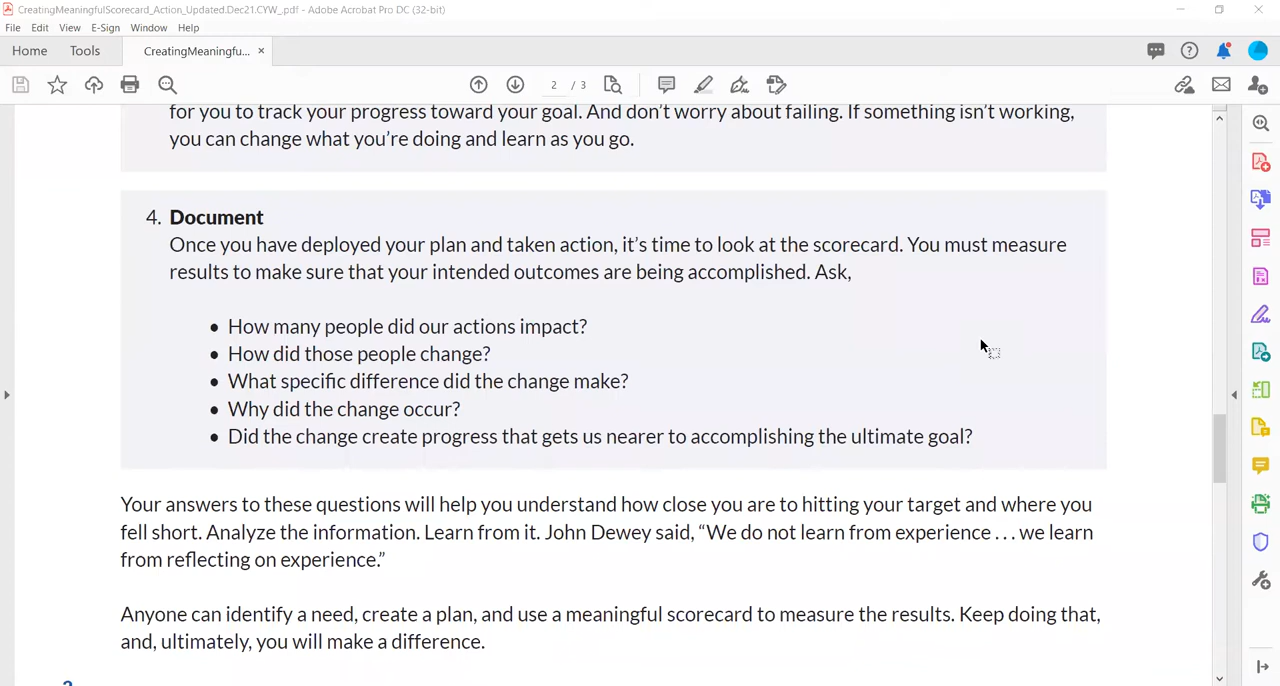 CreatingMeaningfulScorecard_Action_Updated.Dec21.CYW_.pdf - Adobe Acrobat Pro DC (32-bit)
File Edit View E-Sign Window Help
Home Tools CreatingMeaningfu... ×
2 / 3
for you to track your progress toward your goal. And don’t worry about failing. If something isn’t working,
you can change what you’re doing and learn as you go.
4. Document
Once you have deployed your plan and taken action, it’s time to look at the scorecard. You must measure
results to make sure that your intended outcomes are being accomplished. Ask,
• How many people did our actions impact?
• How did those people change?
• What specific difference did the change make?
• Why did the change occur?
• Did the change create progress that gets us nearer to accomplishing the ultimate goal?
Your answers to these questions will help you understand how close you are to hitting your target and where you
fell short. Analyze the information. Learn from it. John Dewey said, “We do not learn from experience . . . we learn
from reflecting on experience.”
Anyone can identify a need, create a plan, and use a meaningful scorecard to measure the results. Keep doing that,
and, ultimately, you will make a difference.